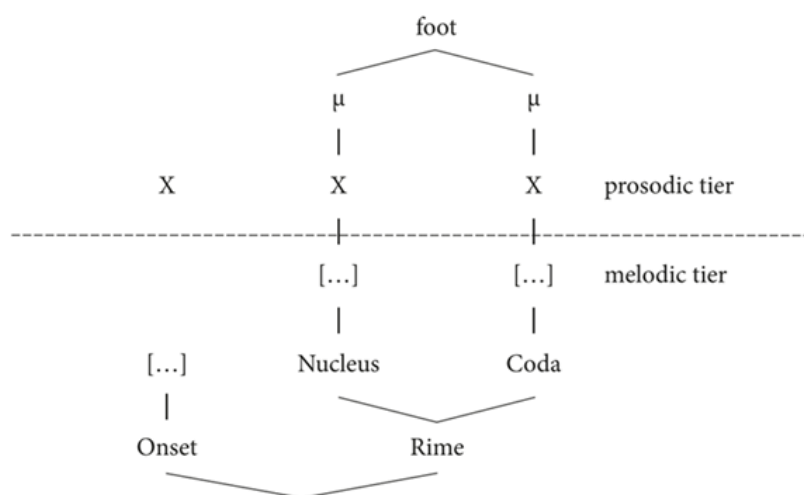 foot
μ μ
X X X prosodic tier
[…] […] melodic tier
[…] Nucleus Coda
Onset Rime